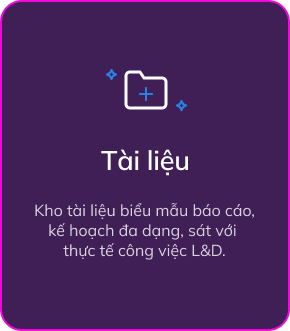 Tài liệu
Kho tài liệu biểu mẫu báo cáo,
kế hoạch đa dạng, sát với
thực tế công việc L&D.